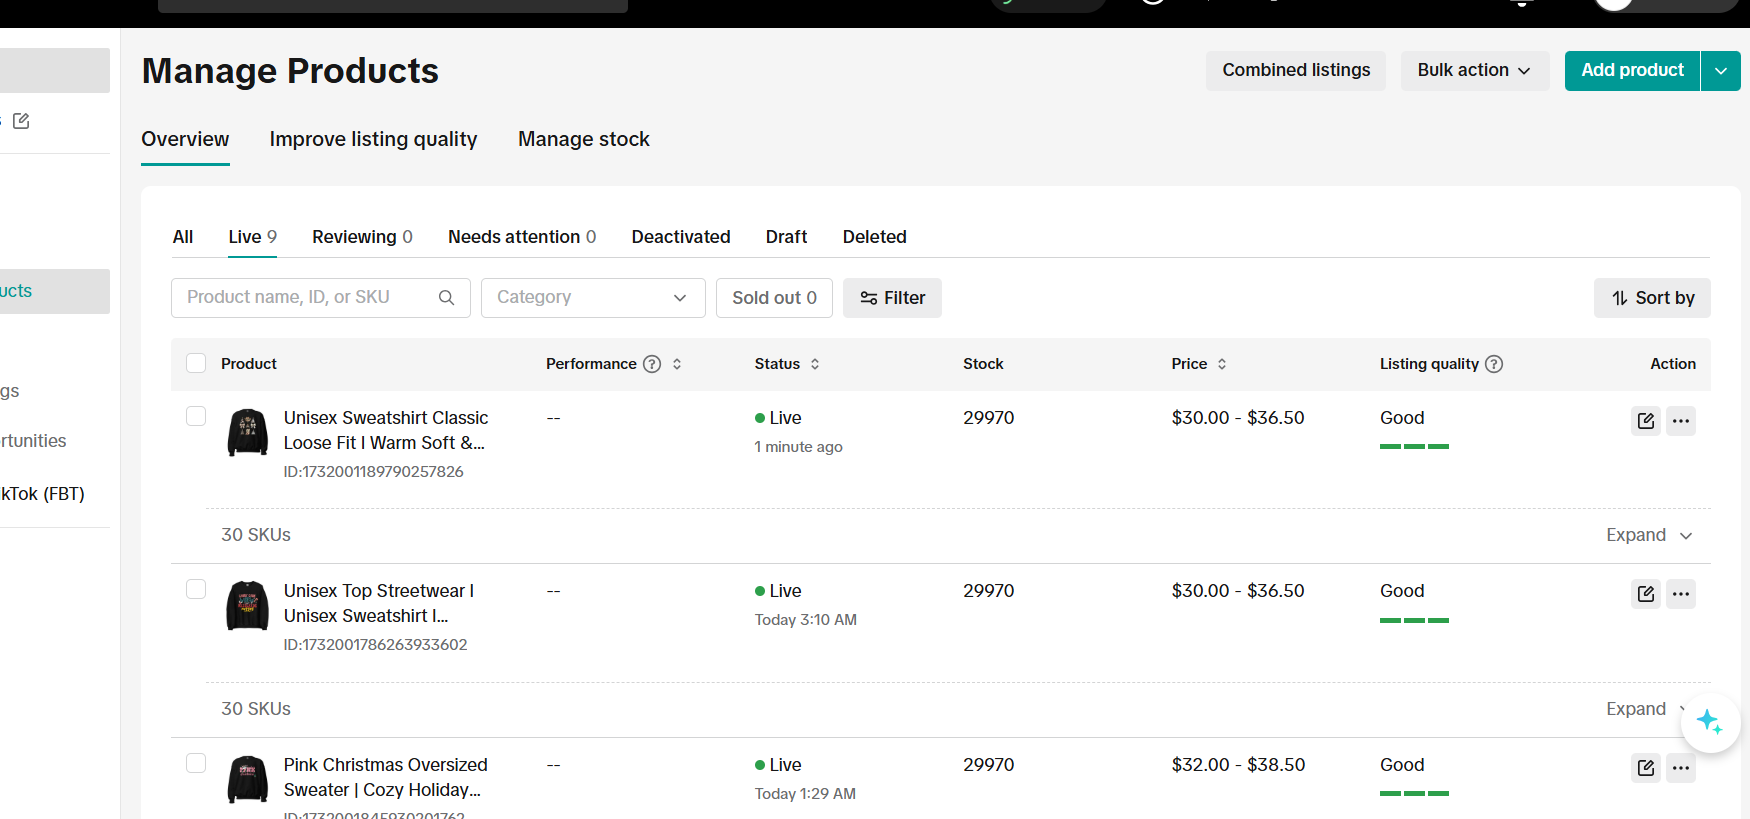 Manage Products
Combined listings
Bulk action
Add product
Overview
Improve listing quality
Manage stock
All
Live 9
Reviewing 0
Needs attention 0
Deactivated
Draft
Deleted
Product name, ID, or SKU
Category
Sold out 0
Filter
Sort by
ucts
gs
rtunities
kTok (FBT)
Product
Performance ?
Status
Stock
Price
Listing quality ?
Action
Unisex Sweatshirt Classic
Loose Fit I Warm Soft &...
ID:1732001189790257826
--
Live
1 minute ago
29970
$30.00 - $36.50
Good
30 SKUs
Expand
Unisex Top Streetwear I
Unisex Sweatshirt I...
ID:1732001786263933602
--
Live
Today 3:10 AM
29970
$30.00 - $36.50
Good
30 SKUs
Expand
Pink Christmas Oversized
Sweater | Cozy Holiday...
ID:1732001845930201762
--
Live
Today 1:29 AM
29970
$32.00 - $38.50
Good